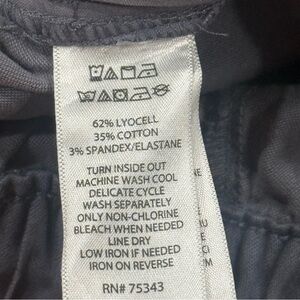 62% LYOCELL
35% COTTON
3% SPANDEX/ELASTANE
TURN INSIDE OUT
MACHINE WASH COOL
DELICATE CYCLE
WASH SEPARATELY
ONLY NON-CHLORINE
BLEACH WHEN NEEDED
LINE DRY
LOW IRON IF NEEDED
IRON ON REVERSE
RN# 75343